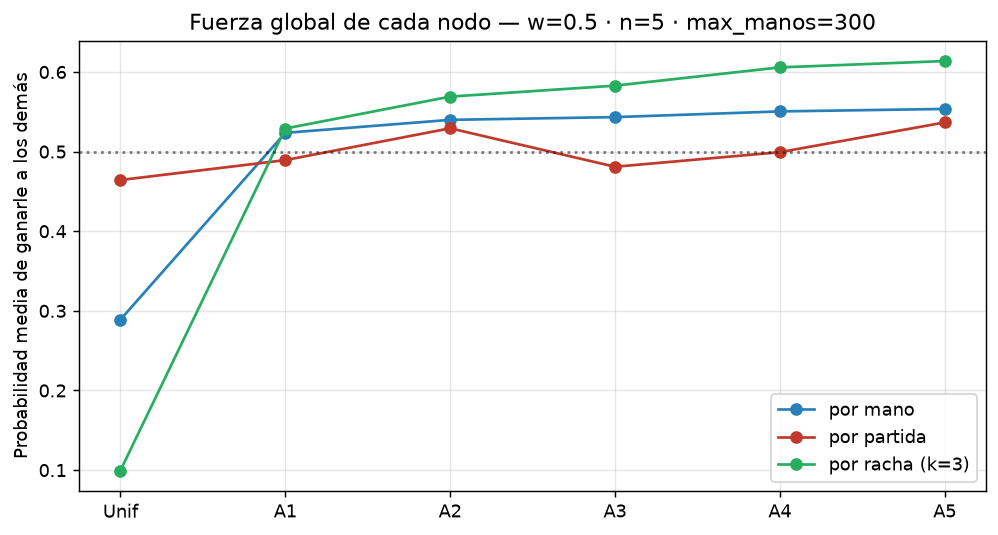 Fuerza global de cada nodo — w=0.5 · n=5 · max_manos=300
Probabilidad media de ganarle a los demás
0.6
0.5
0.4
0.3
0.2
0.1
por mano
por partida
por racha (k=3)
Unif A1 A2 A3 A4 A5